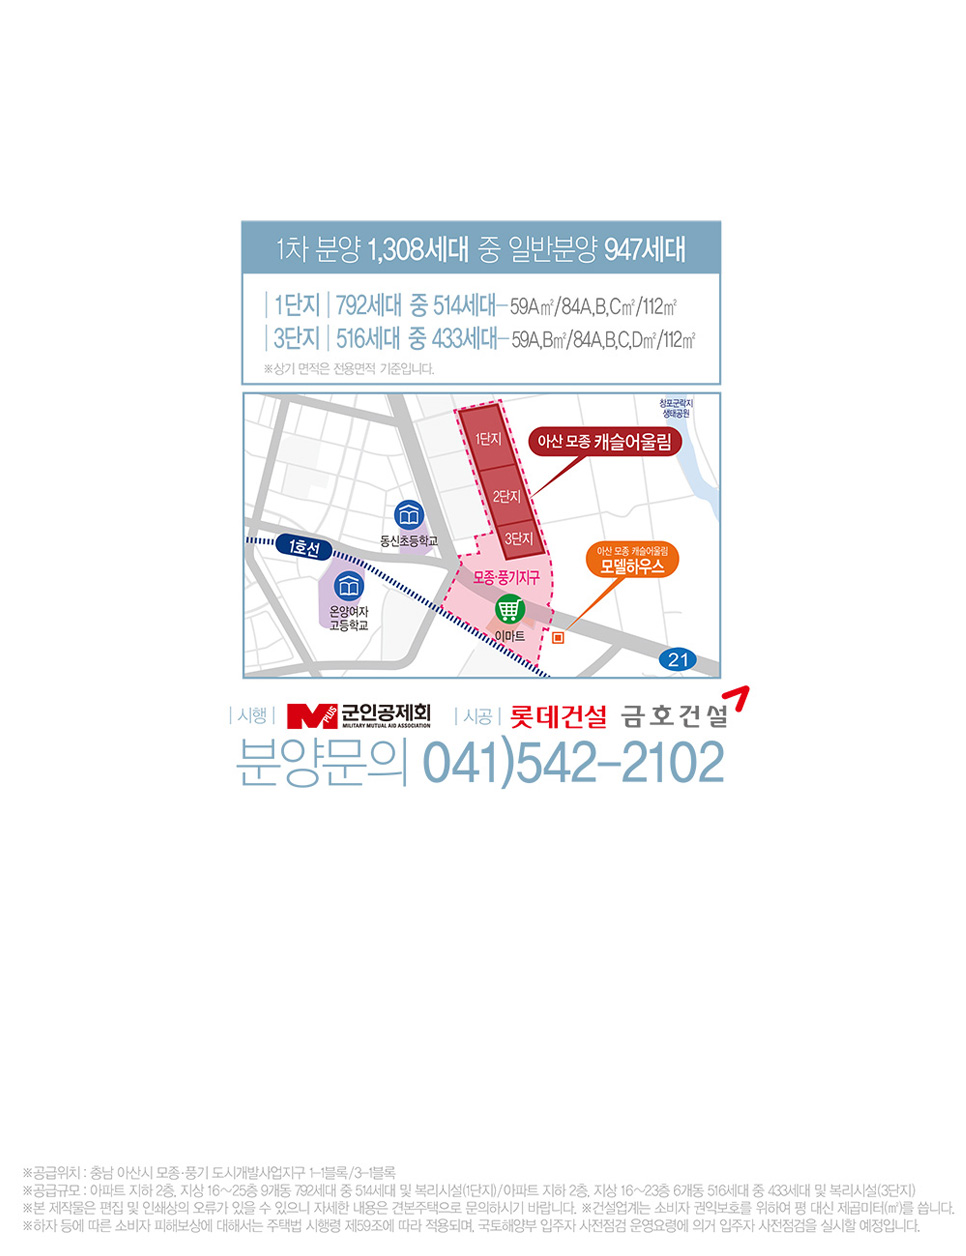 1차 분양 1,308세대 중 일반분양 947세대
1단지 | 792세대 중 514세대-59A㎡/84A,B,C㎡/112㎡
3단지 | 516세대 중 433세대-59A,B㎡/84A,B,C,D㎡/112㎡
※상기 면적은 전용면적 기준입니다.
창포군락지
생태공원
1단지
아산 모종 캐슬어울림
2단지
동신초등학교
3단지
1호선
아산 모종 캐슬어울림
모델하우스
모종·풍기지구
온양여자
고등학교
이마트
21
| 시행 | M PLUS 군인공제회 | 시공 | 롯데건설 금호건설
MILITARY MUTUAL AID ASSOCIATION
분양문의 041)542-2102
※공급위치 : 충남 아산시 모종·풍기 도시개발사업지구 1-1블록/3-1블록
※공급규모 : 아파트 지하 2층, 지상 16~25층 9개동 792세대 중 514세대 및 복리시설(1단지)/아파트 지하 2층, 지상 16~23층 6개동 516세대 중 433세대 및 복리시설(3단지)
※본 제작물은 편집 및 인쇄상의 오류가 있을 수 있으니 자세한 내용은 견본주택으로 문의하시기 바랍니다. ※건설업계는 소비자 권익보호를 위하여 평 대신 제곱미터(㎡)를 씁니다.
※하자 등에 따른 소비자 피해보상에 대해서는 주택법 시행령 제59조에 따라 적용되며, 국토해양부 입주자 사전점검 운영요령에 의거 입주자 사전점검을 실시할 예정입니다.